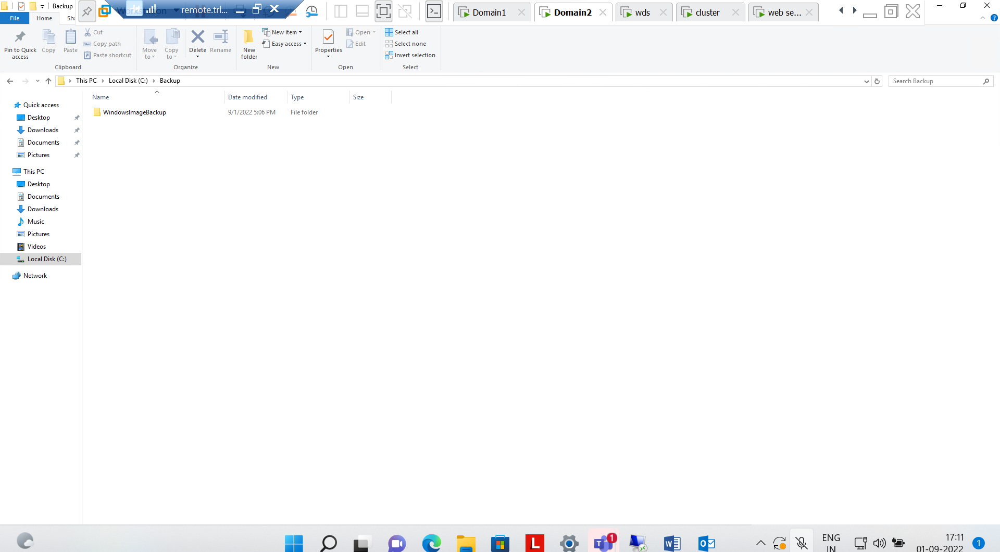 Backup
remote.trl...
Domain1
Domain2
wds
cluster
web se...
File
Home
Cut
Copy path
Paste shortcut
Pin to Quick
access
Copy
Paste
Clipboard
Move
to
Copy
to
Delete
Rename
Organize
New
folder
New item
Easy access
New
Properties
Open
Edit
Open
Select all
Select none
Invert selection
Select
This PC
Local Disk (C:)
Backup
Search Backup
Name
Date modified
Type
Size
WindowsImageBackup
9/1/2022 5:06 PM
File folder
Quick access
Desktop
Downloads
Documents
Pictures
This PC
Desktop
Documents
Downloads
Music
Pictures
Videos
Local Disk (C:)
Network
1
ENG
IN
17:11
01-09-2022
1